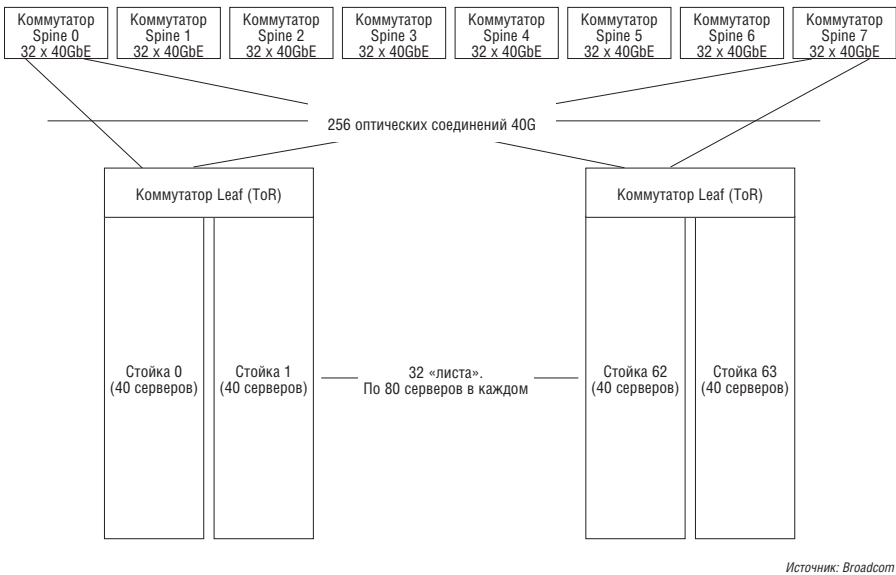 Коммутатор
Spine 0
32 x 40GbE
Коммутатор
Spine 1
32 x 40GbE
Коммутатор
Spine 2
32 x 40GbE
Коммутатор
Spine 3
32 x 40GbE
Коммутатор
Spine 4
32 x 40GbE
Коммутатор
Spine 5
32 x 40GbE
Коммутатор
Spine 6
32 x 40GbE
Коммутатор
Spine 7
32 x 40GbE
256 оптических соединений 40G
Коммутатор Leaf (ToR)
Коммутатор Leaf (ToR)
Стойка 0
(40 серверов)
Стойка 1
(40 серверов)
32 «листа».
По 80 серверов в каждом
Стойка 62
(40 серверов)
Стойка 63
(40 серверов)
Источник: Broadcom